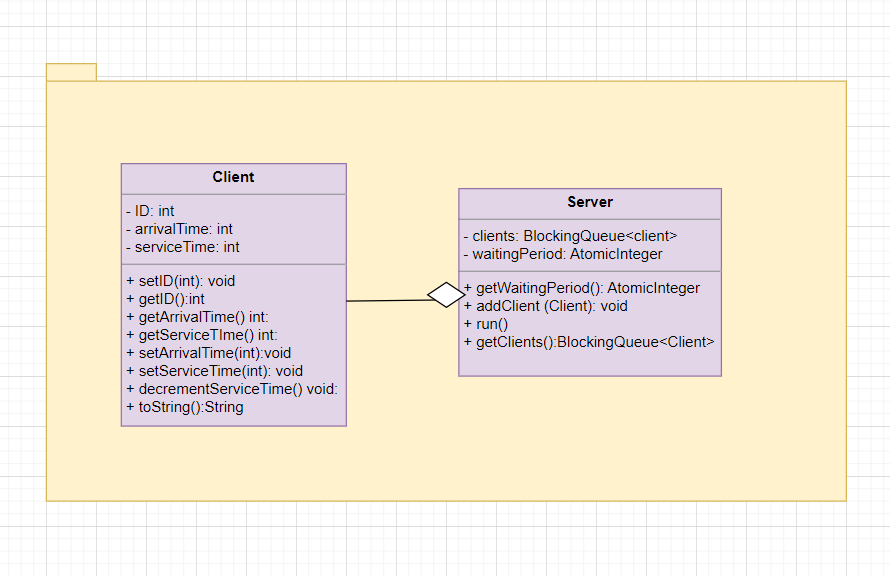 Client
- ID: int
- arrivalTime: int
- serviceTime: int
+ setID(int): void
+ getID():int
+ getArrivalTime() int:
+ getServiceTIme() int:
+ setArrivalTime(int):void
+ setServiceTime(int): void
+ decrementServiceTime() void:
+ toString():String
Server
- clients: BlockingQueue<client>
- waitingPeriod: AtomicInteger
+ getWaitingPeriod(): AtomicInteger
+ addClient (Client): void
+ run()
+ getClients():BlockingQueue<Client>